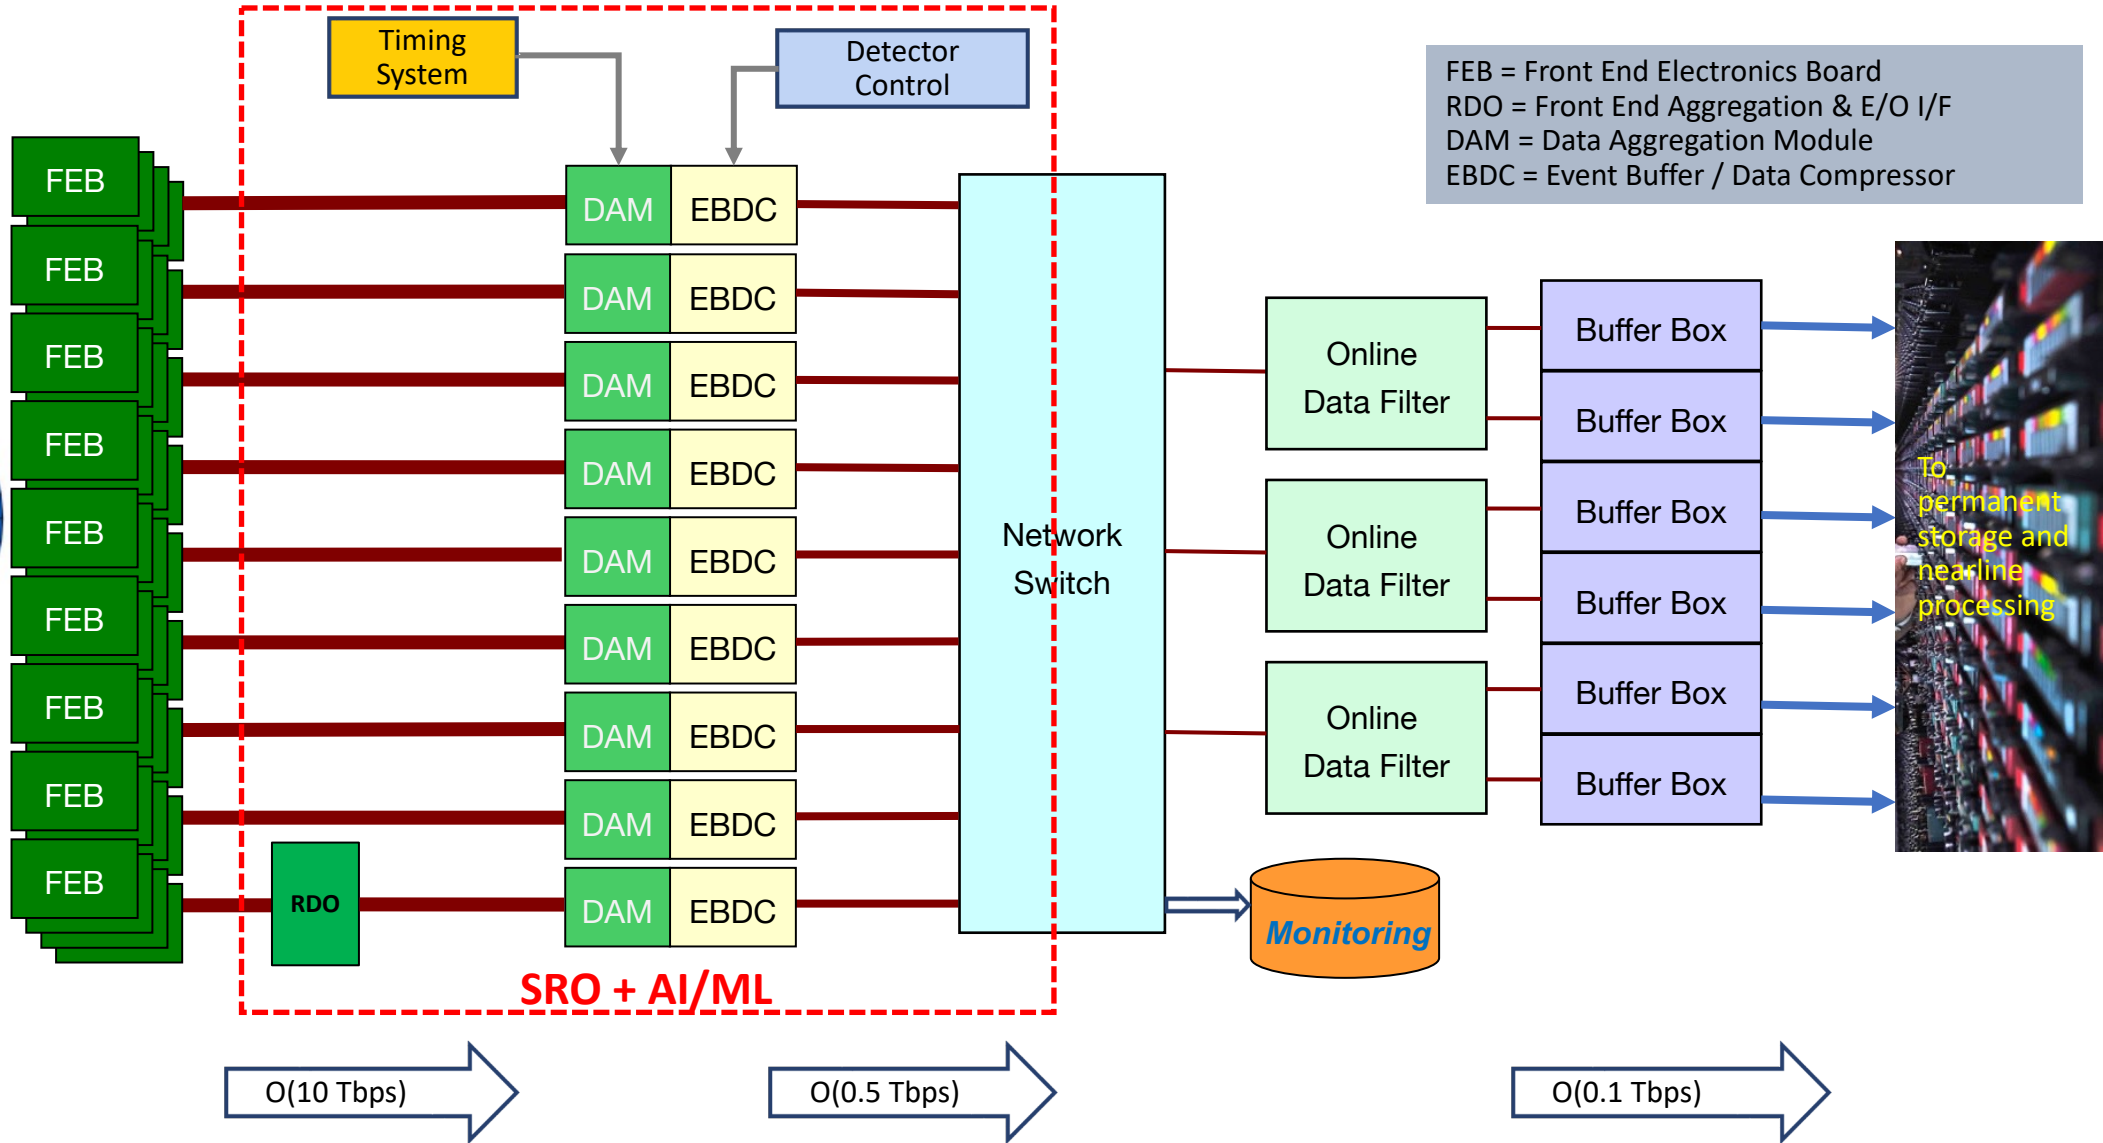 Timing
System
Detector
Control
FEB = Front End Electronics Board
RDO = Front End Aggregation & E/O I/F
DAM = Data Aggregation Module
EBDC = Event Buffer / Data Compressor
FEB
DAM
EBDC
FEB
DAM
EBDC
FEB
DAM
EBDC
FEB
DAM
EBDC
FEB
DAM
EBDC
FEB
DAM
EBDC
FEB
DAM
EBDC
FEB
DAM
EBDC
FEB
RDO
DAM
EBDC
Network
Switch
Online
Data Filter
Online
Data Filter
Online
Data Filter
Buffer Box
Buffer Box
Buffer Box
Buffer Box
Buffer Box
Buffer Box
To
permanent
storage and
nearline
processing
Monitoring
SRO + AI/ML
O(10 Tbps)
O(0.5 Tbps)
O(0.1 Tbps)